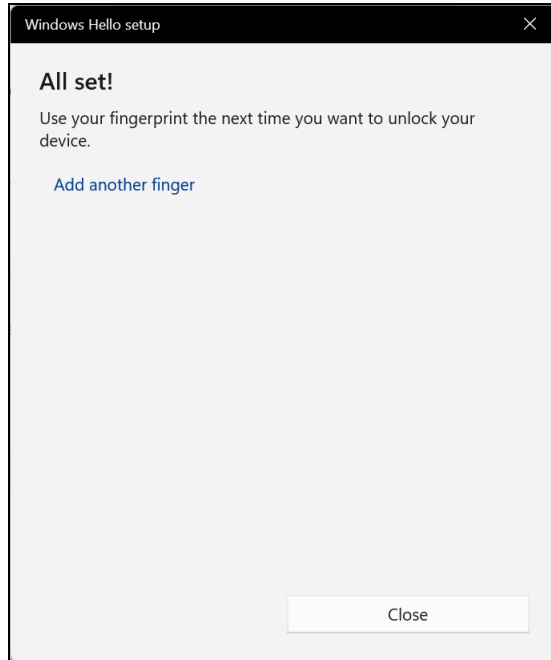 Windows Hello setup
All set!
Use your fingerprint the next time you want to unlock your
device.
Add another finger
Close